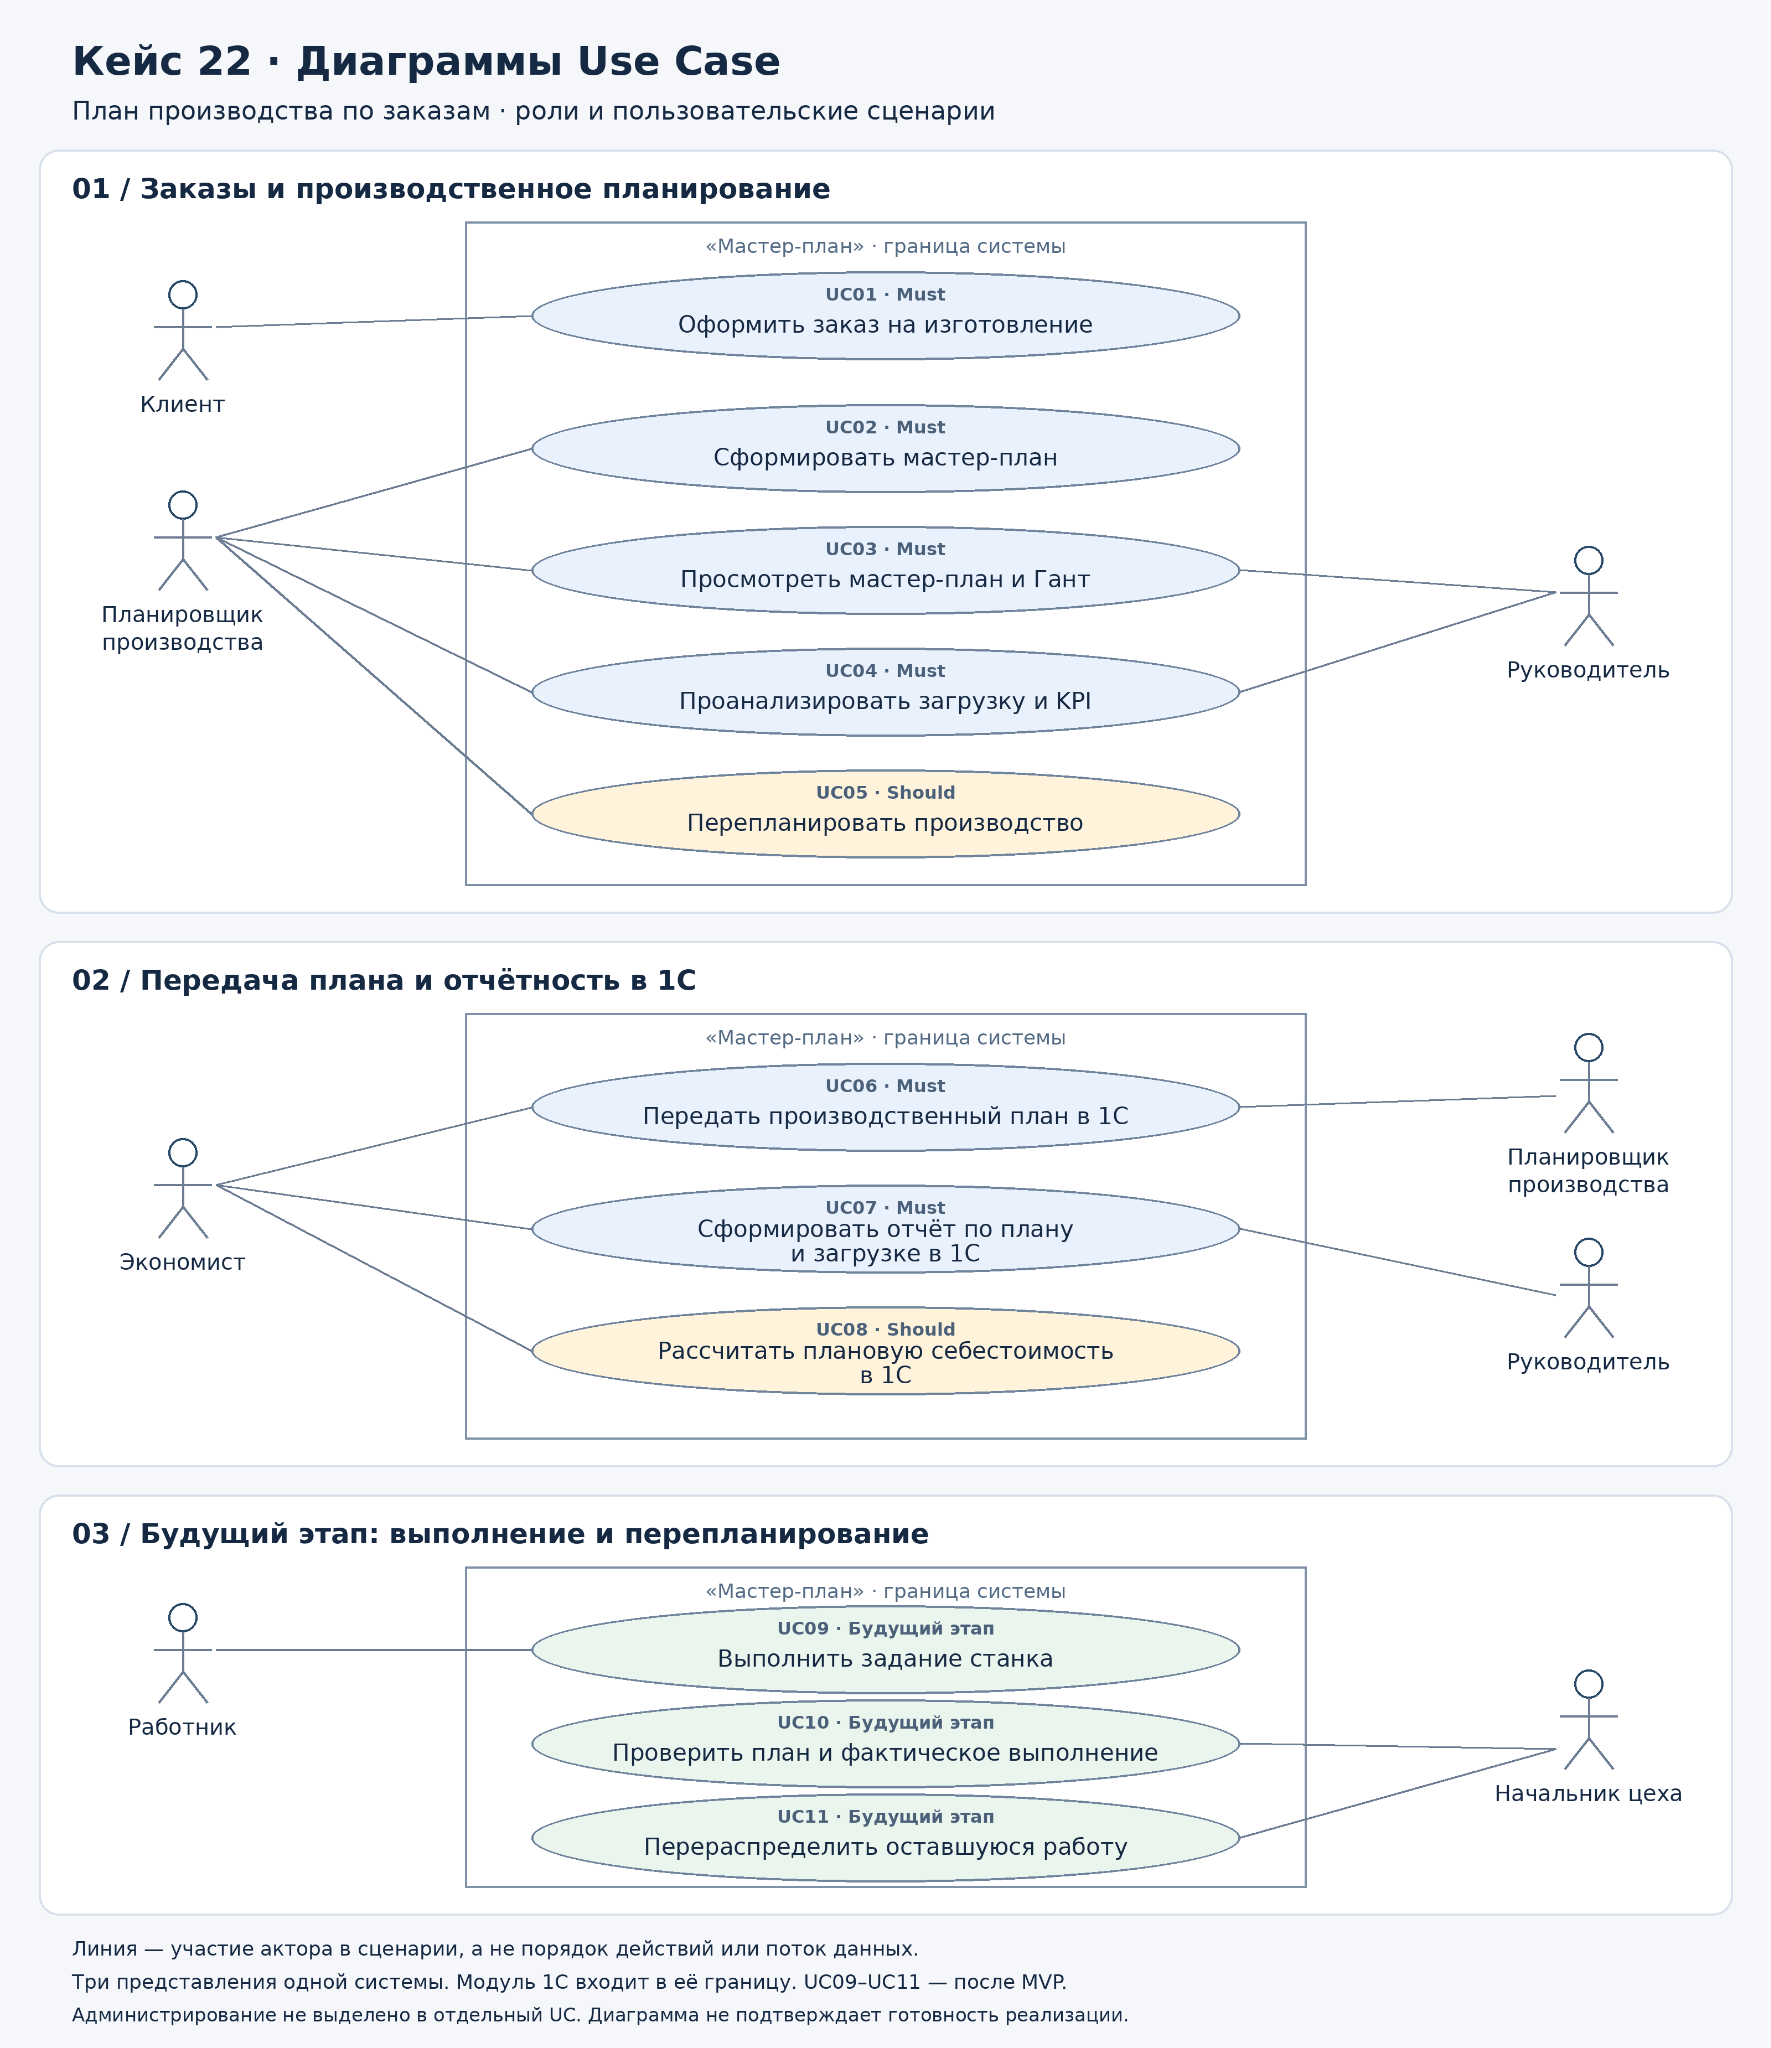 Кейс 22 · Диаграммы Use Case
План производства по заказам · роли и пользовательские сценарии
01 / Заказы и производственное планирование
«Мастер-план» · граница системы
UC01 · Must
Оформить заказ на изготовление
Клиент
UC02 · Must
Сформировать мастер-план
Планировщик
производства
UC03 · Must
Просмотреть мастер-план и Гант
Руководитель
UC04 · Must
Проанализировать загрузку и KPI
UC05 · Should
Перепланировать производство
02 / Передача плана и отчётность в 1С
«Мастер-план» · граница системы
UC06 · Must
Передать производственный план в 1С
Планировщик
производства
Экономист
UC07 · Must
Сформировать отчёт по плану
и загрузке в 1С
Руководитель
UC08 · Should
Рассчитать плановую себестоимость
в 1С
03 / Будущий этап: выполнение и перепланирование
«Мастер-план» · граница системы
UC09 · Будущий этап
Выполнить задание станка
Работник
UC10 · Будущий этап
Проверить план и фактическое выполнение
Начальник цеха
UC11 · Будущий этап
Перераспределить оставшуюся работу
Линия — участие актора в сценарии, а не порядок действий или поток данных.
Три представления одной системы. Модуль 1С входит в её границу. UC09–UC11 — после MVP.
Администрирование не выделено в отдельный UC. Диаграмма не подтверждает готовность реализации.